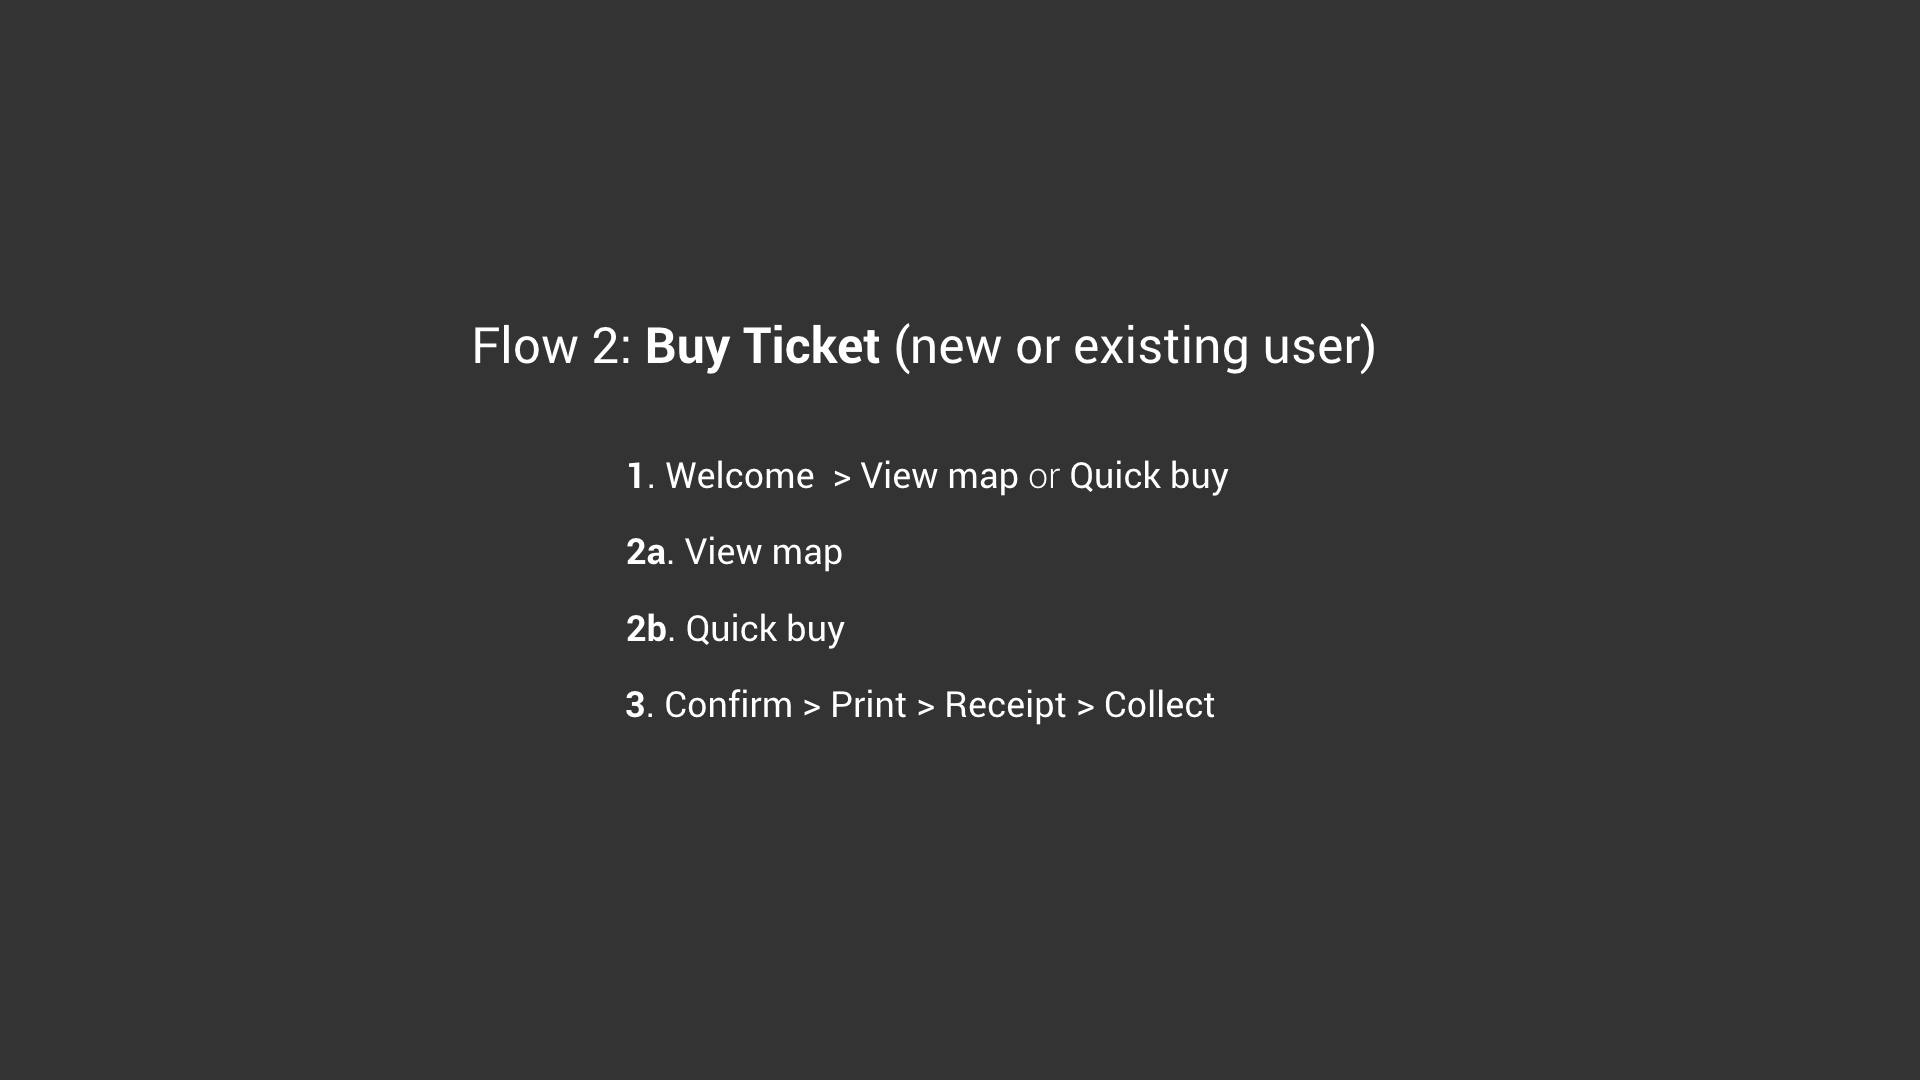 Flow 2: Buy Ticket (new or existing user)
1. Welcome  > View map or Quick buy
2a. View map
2b. Quick buy
3. Confirm > Print > Receipt > Collect